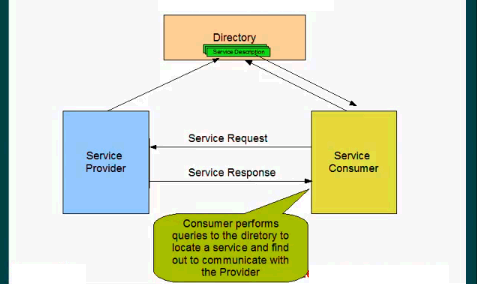 Directory
Service Description
Service Request
Service
Provider
Service Response
Service
Consumer
Consumer performs
queries to the diretory to
locate a service and find
out to communicate with
the Provider